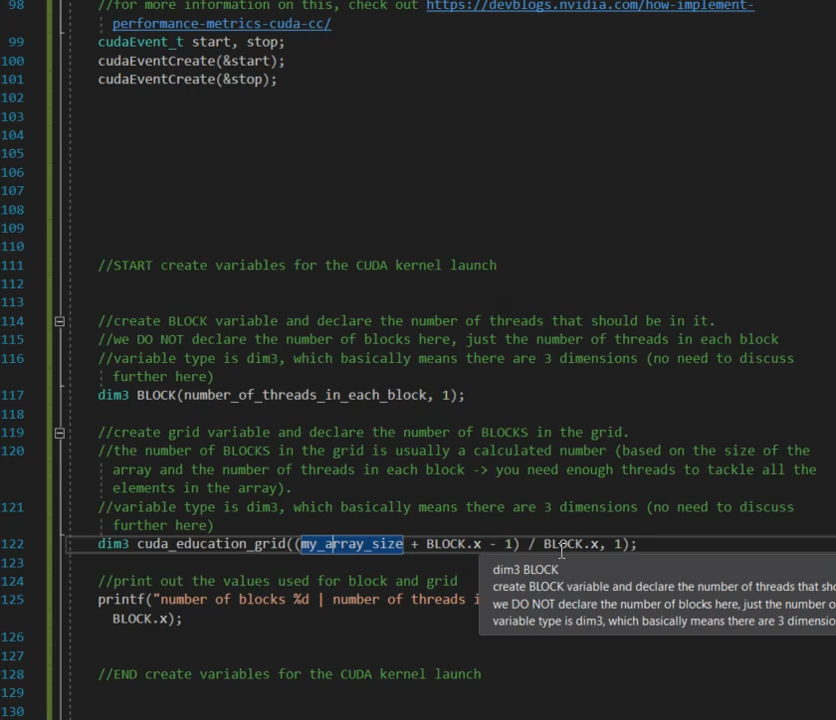 98 //for more information on this, check out https://devblogs.nvidia.com/how-implement-
performance-metrics-cuda-cc/
99 cudaEvent_t start, stop;
100 cudaEventCreate(&start);
101 cudaEventCreate(&stop);
102
103
104
105
106
107
108
109
110
111 //START create variables for the CUDA kernel launch
112
113
114 //create BLOCK variable and declare the number of threads that should be in it.
115 //we DO NOT declare the number of blocks here, just the number of threads in each block
116 //variable type is dim3, which basically means there are 3 dimensions (no need to discuss
further here)
117 dim3 BLOCK(number_of_threads_in_each_block, 1);
118
119 //create grid variable and declare the number of BLOCKS in the grid.
120 //the number of BLOCKS in the grid is usually a calculated number (based on the size of the
array and the number of threads in each block -> you need enough threads to tackle all the
elements in the array).
121 //variable type is dim3, which basically means there are 3 dimensions (no need to discuss
further here)
122 dim3 cuda_education_grid((my_array_size + BLOCK.x - 1) / BLOCK.x, 1);
123
dim3 BLOCK
124 //print out the values used for block and grid
create BLOCK variable and declare the number of threads that sho
125 printf("number of blocks %d | number of threads i
we DO NOT declare the number of blocks here, just the number o
BLOCK.x);
variable type is dim3, which basically means there are 3 dimensio
126
127
128 //END create variables for the CUDA kernel launch
129
130